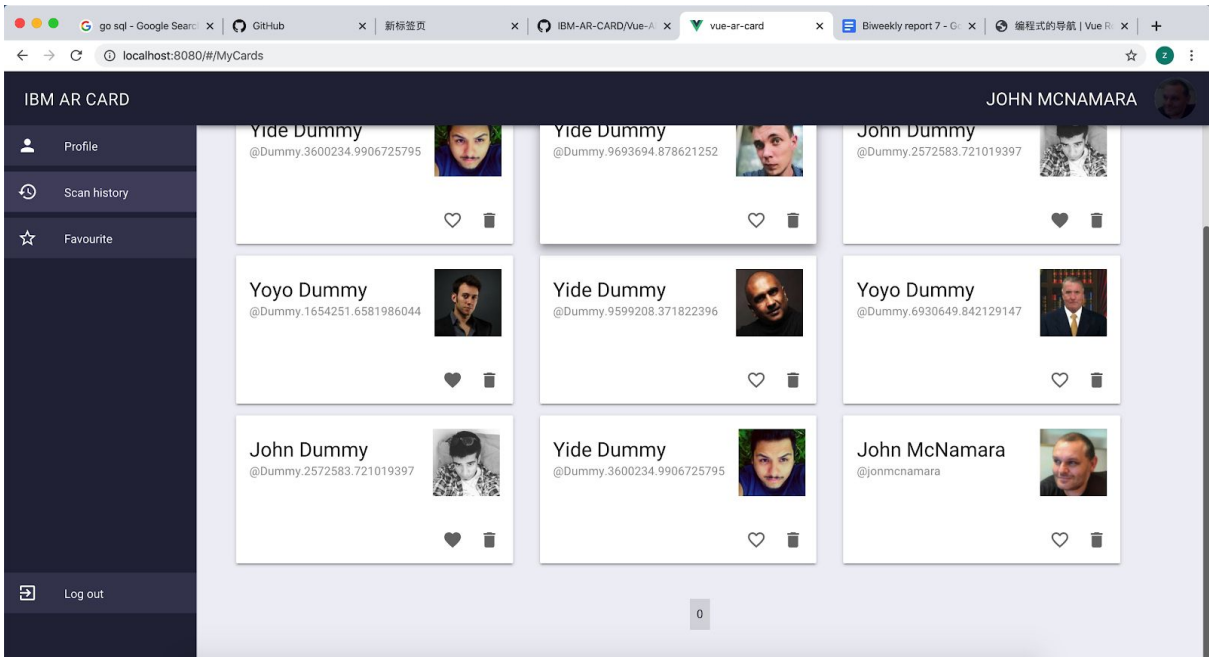 go sql - Google Searc
GitHub
新标签页
IBM-AR-CARD/Vue-A
vue-ar-card
Biweekly report 7 - Go
编程式的导航 | Vue R
localhost:8080/#/MyCards
Z
IBM AR CARD
JOHN MCNAMARA
Profile
Scan history
Favourite
Log out
Yide Dummy
@Dummy.3600234.9906725795
Yide Dummy
@Dummy.9693694.878621252
John Dummy
@Dummy.2572583.721019397
Yoyo Dummy
@Dummy.1654251.6581986044
Yide Dummy
@Dummy.9599208.371822396
Yoyo Dummy
@Dummy.6930649.842129147
John Dummy
@Dummy.2572583.721019397
Yide Dummy
@Dummy.3600234.9906725795
John McNamara
@jonmcnamara
0